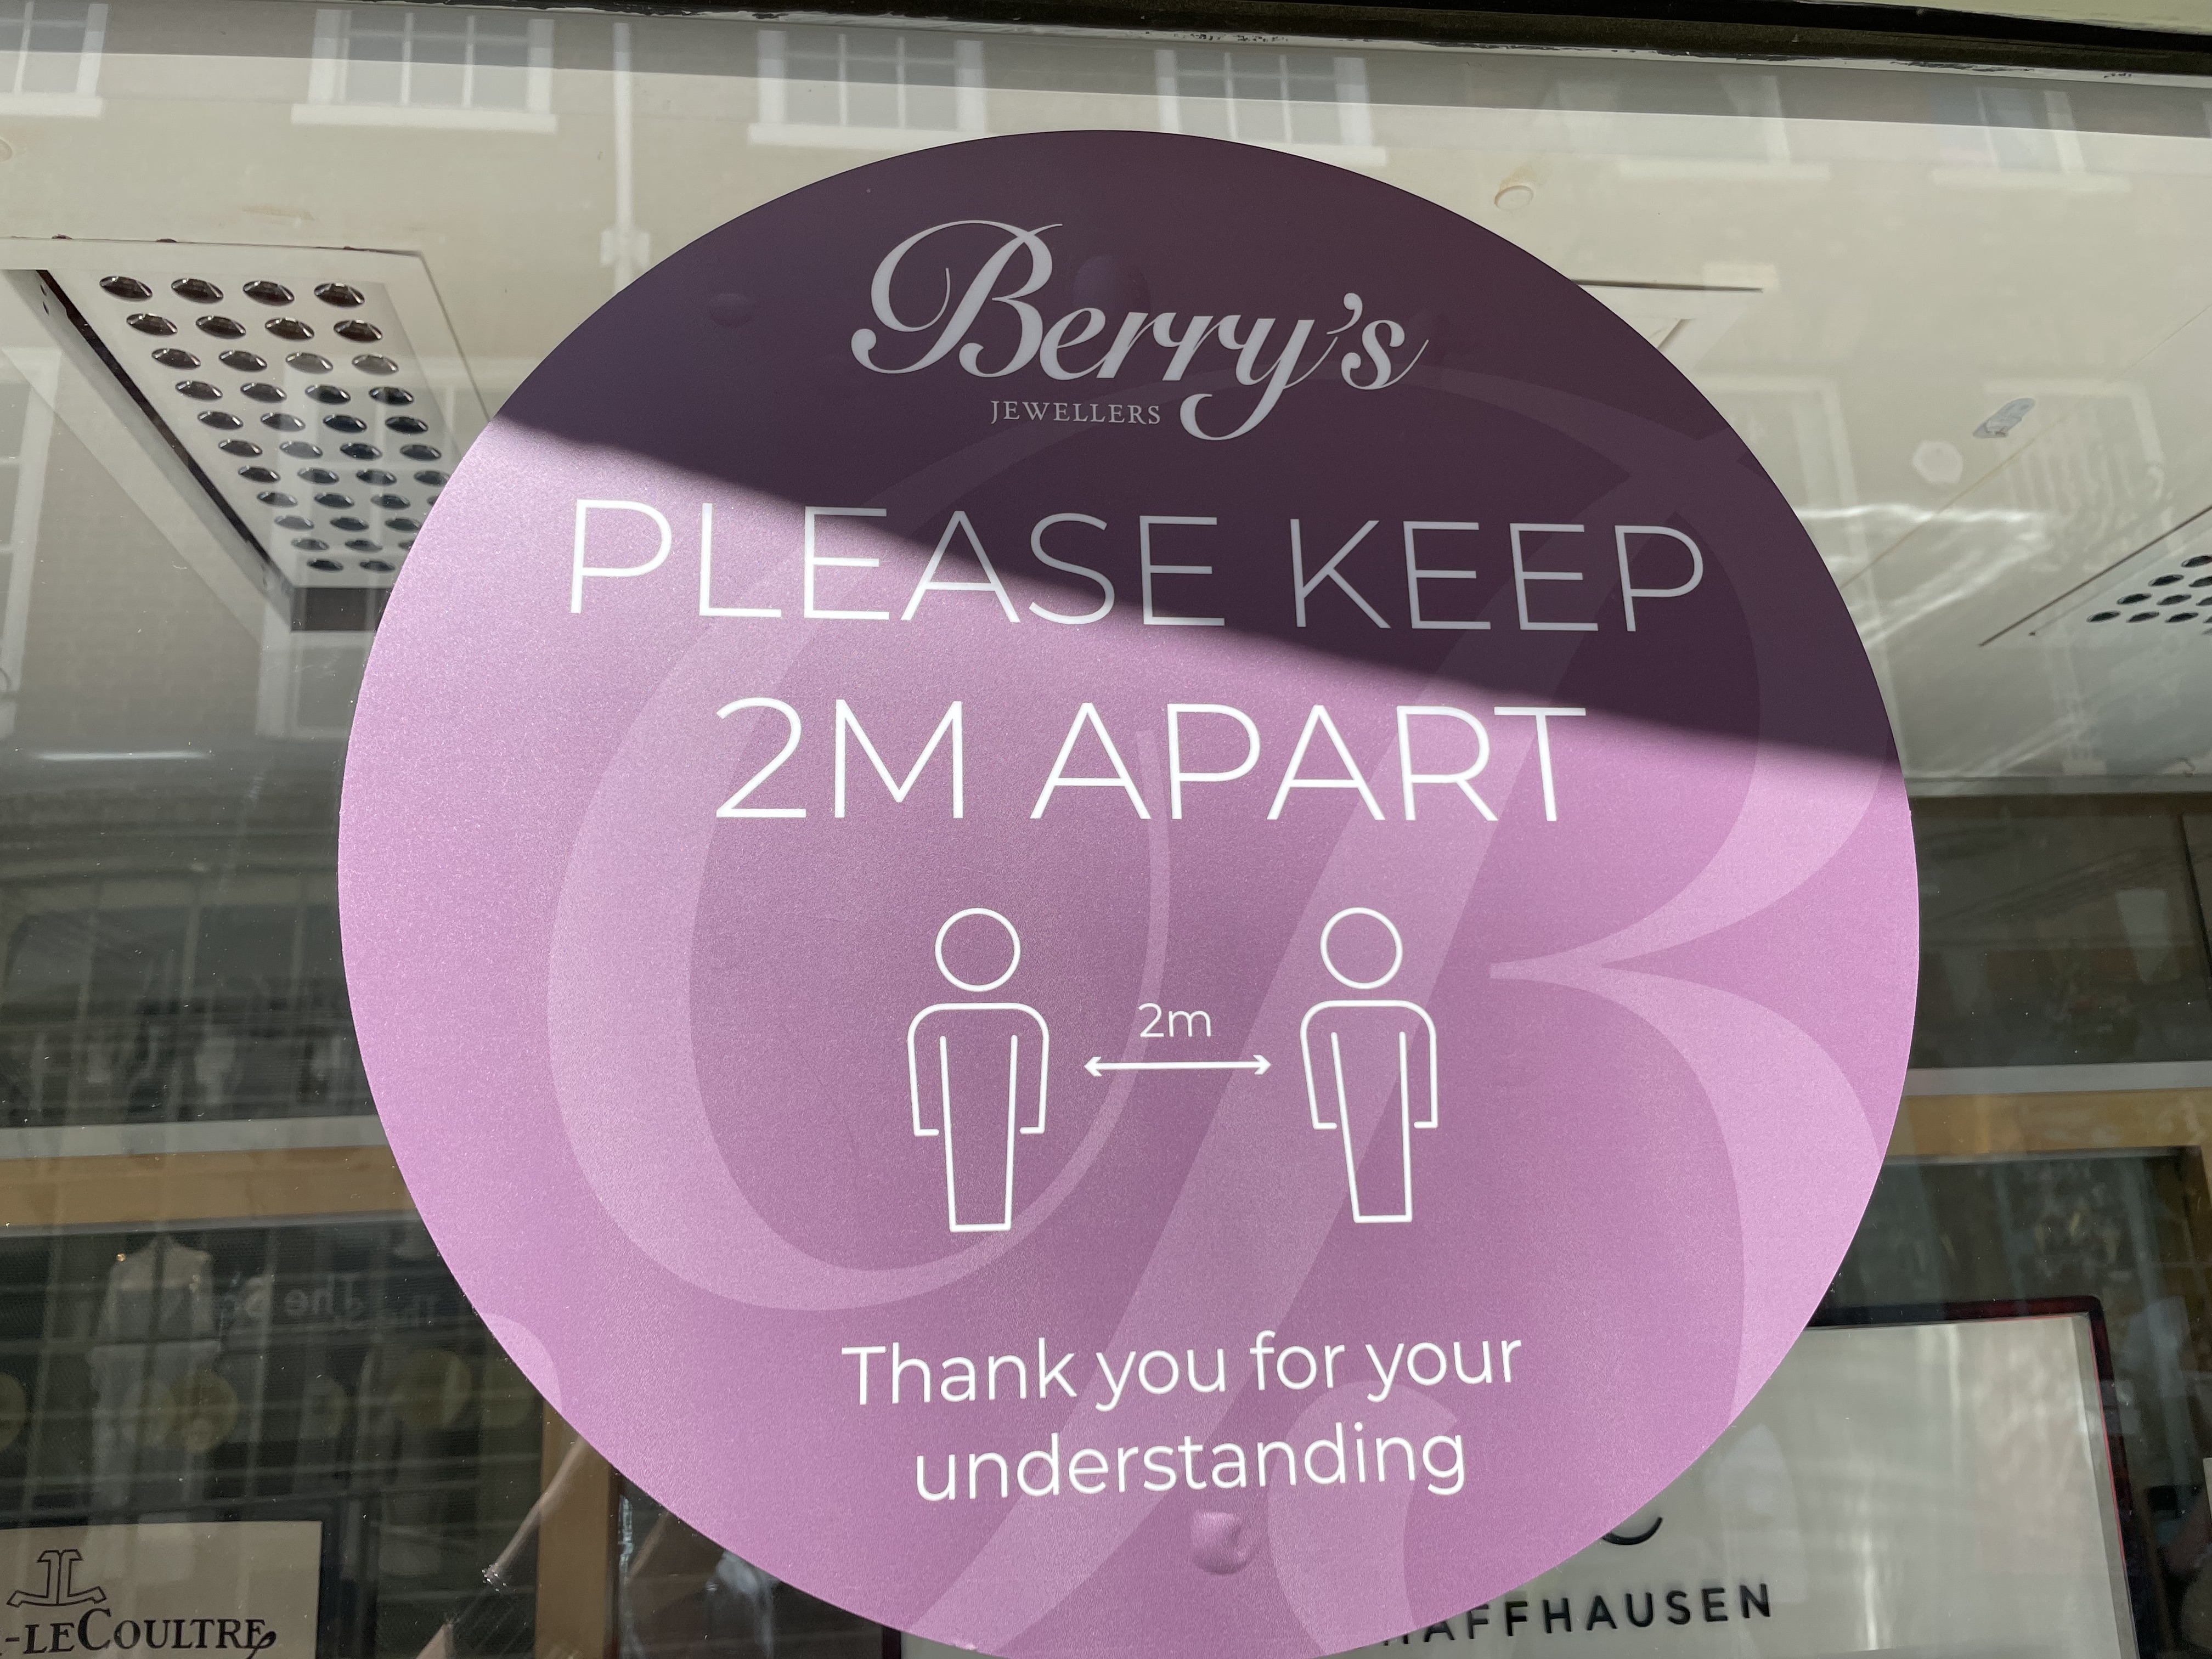 Berry's
JEWELLERS
PLEASE KEEP
2M APART
2m
Thank you for your
understanding
-LECOULTRE
HAFFHAUSEN